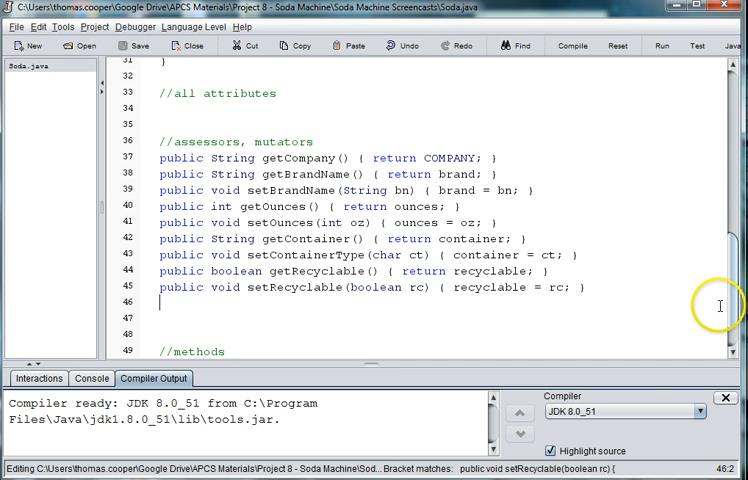 C:\Users\thomas.cooper\Google Drive\APCS Materials\Project 8 - Soda Machine\Soda Machine Screencasts\Soda.java
File Edit Tools Project Debugger Language Level Help
New Open Save Close Cut Copy Paste Undo Redo Find Compile Reset Run Test Java
Soda.java
31 }
32
33 //all attributes
34
35
36 //assessors, mutators
37 public String getCompany() { return COMPANY; }
38 public String getBrandName() { return brand; }
39 public void setBrandName(String bn) { brand = bn; }
40 public int getOunces() { return ounces; }
41 public void setOunces(int oz) { ounces = oz; }
42 public String getContainer() { return container; }
43 public void setContainerType(char ct) { container = ct; }
44 public boolean getRecyclable() { return recyclable; }
45 public void setRecyclable(boolean rc) { recyclable = rc; }
46
47
48
49 //methods
Interactions Console Compiler Output
Compiler ready: JDK 8.0_51 from C:\Program
Files\Java\jdk1.8.0_51\lib\tools.jar.
Compiler
JDK 8.0_51
Highlight source
Editing C:\Users\thomas.cooper\Google Drive\APCS Materials\Project 8 - Soda Machine\Sod... Bracket matches: public void setRecyclable(boolean rc) { 46:2